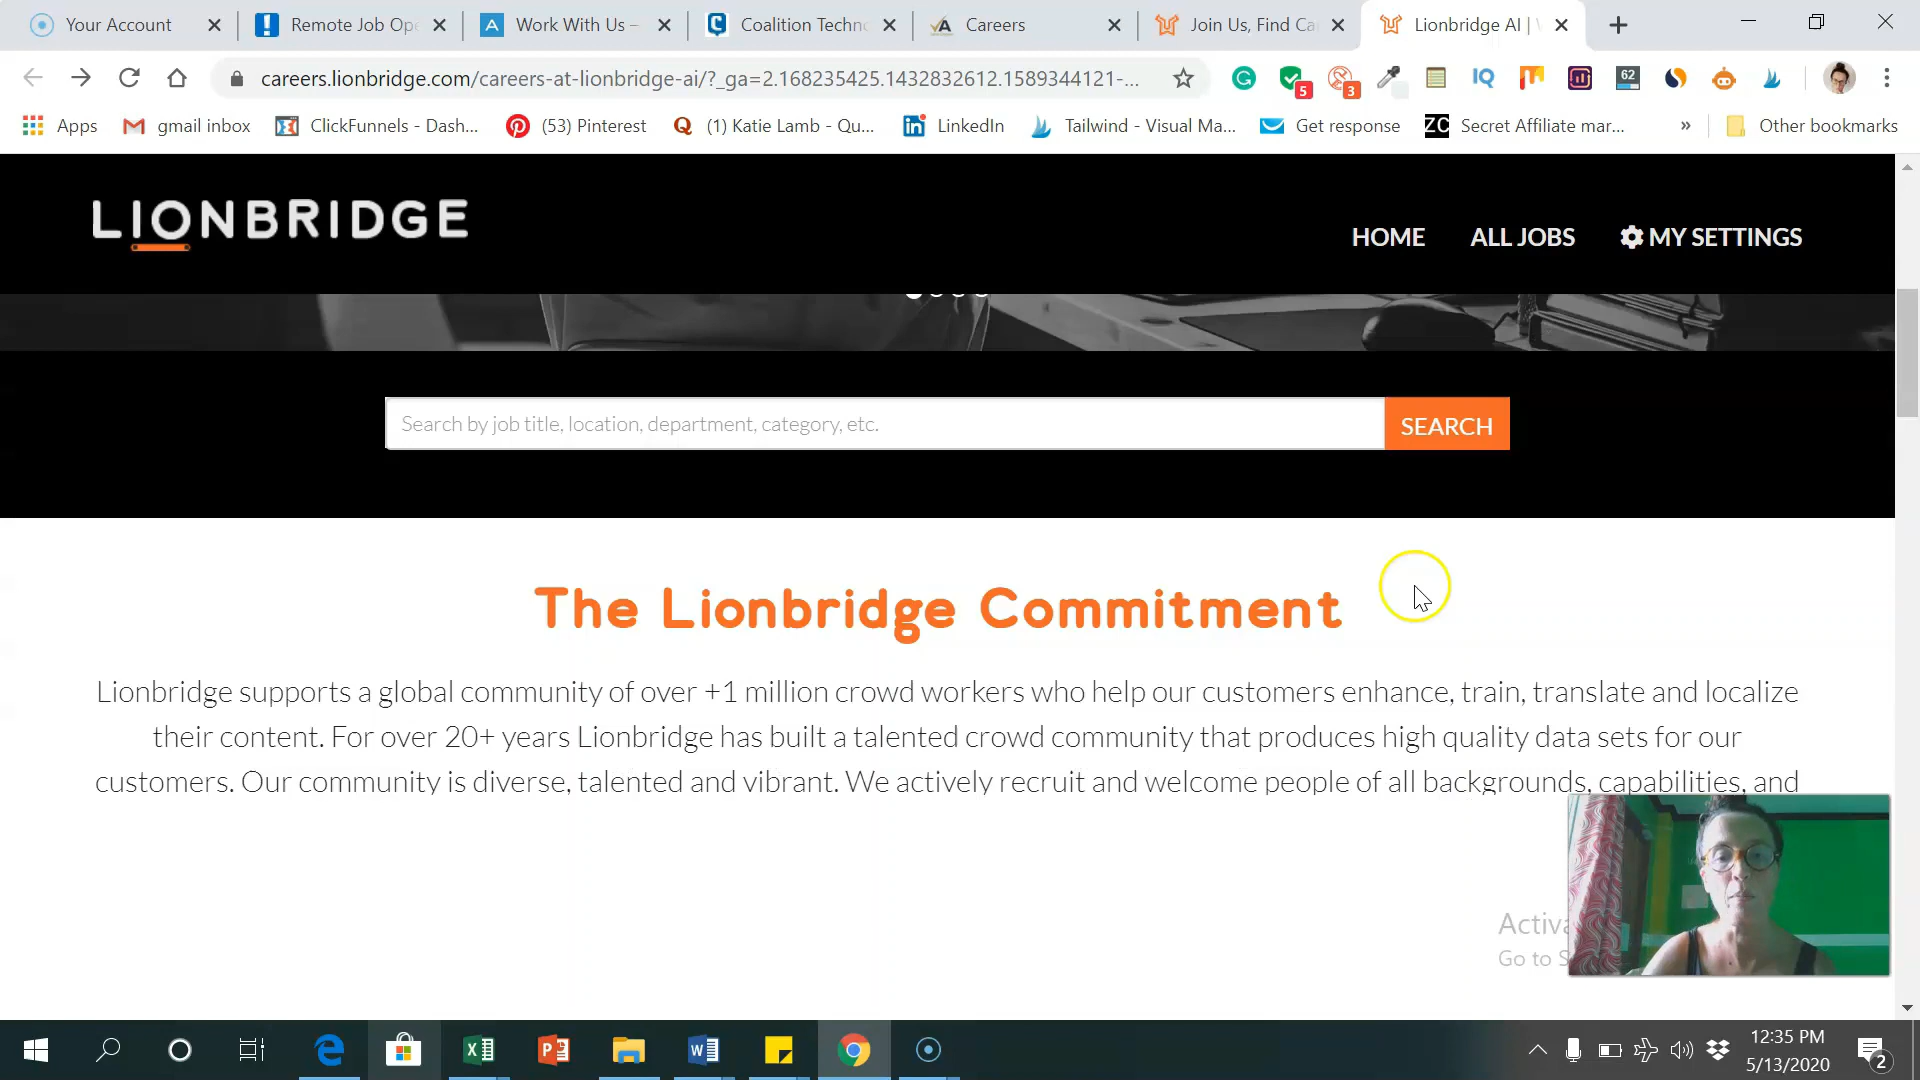 Your Account
Remote Job Ope
Work With Us –
Coalition Techn
Careers
Join Us, Find Ca
Lionbridge AI |
careers.lionbridge.com/careers-at-lionbridge-ai/?_ga=2.168235425.1432832612.1589344121-...
5
3
IQ
62
Apps
gmail inbox
ClickFunnels - Dash...
(53) Pinterest
(1) Katie Lamb - Qu...
LinkedIn
Tailwind - Visual Ma...
Get response
ZC
Secret Affiliate mar...
»
Other bookmarks
LIONBRIDGE
HOME
ALL JOBS
MY SETTINGS
Search by job title, location, department, category, etc.
SEARCH
The Lionbridge Commitment
Lionbridge supports a global community of over +1 million crowd workers who help our customers enhance, train, translate and localize
their content. For over 20+ years Lionbridge has built a talented crowd community that produces high quality data sets for our
customers. Our community is diverse, talented and vibrant. We actively recruit and welcome people of all backgrounds, capabilities, and
Activa
Go to S
12:35 PM
5/13/2020
2